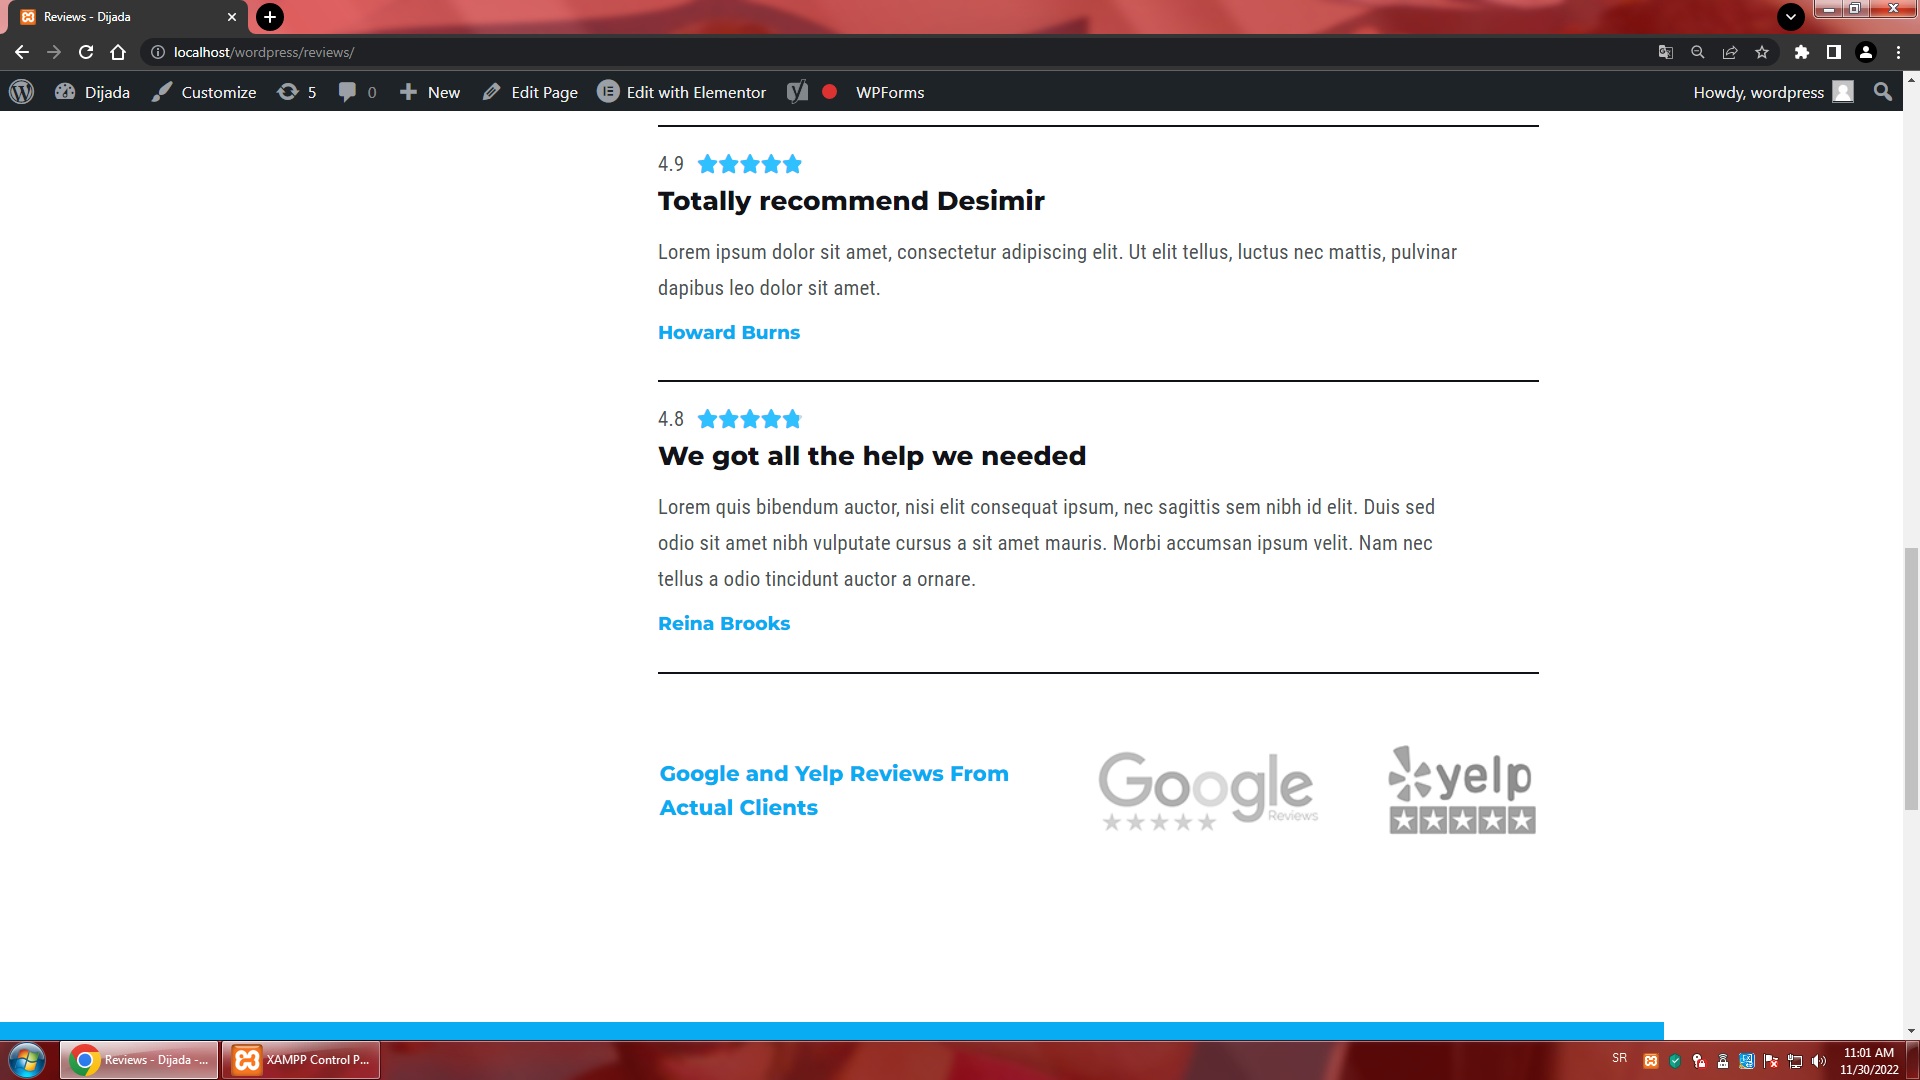 Reviews - Dijada
localhost/wordpress/reviews/
Dijada
Customize
5
0
New
Edit Page
Edit with Elementor
WPForms
Howdy, wordpress
4.9
Totally recommend Desimir
Lorem ipsum dolor sit amet, consectetur adipiscing elit. Ut elit tellus, luctus nec mattis, pulvinar
dapibus leo dolor sit amet.
Howard Burns
4.8
We got all the help we needed
Lorem quis bibendum auctor, nisi elit consequat ipsum, nec sagittis sem nibh id elit. Duis sed
odio sit amet nibh vulputate cursus a sit amet mauris. Morbi accumsan ipsum velit. Nam nec
tellus a odio tincidunt auctor a ornare.
Reina Brooks
Google and Yelp Reviews From
Actual Clients
Google
Reviews
yelp
Reviews - Dijada -...
XAMPP Control P...
SR
11:01 AM
11/30/2022